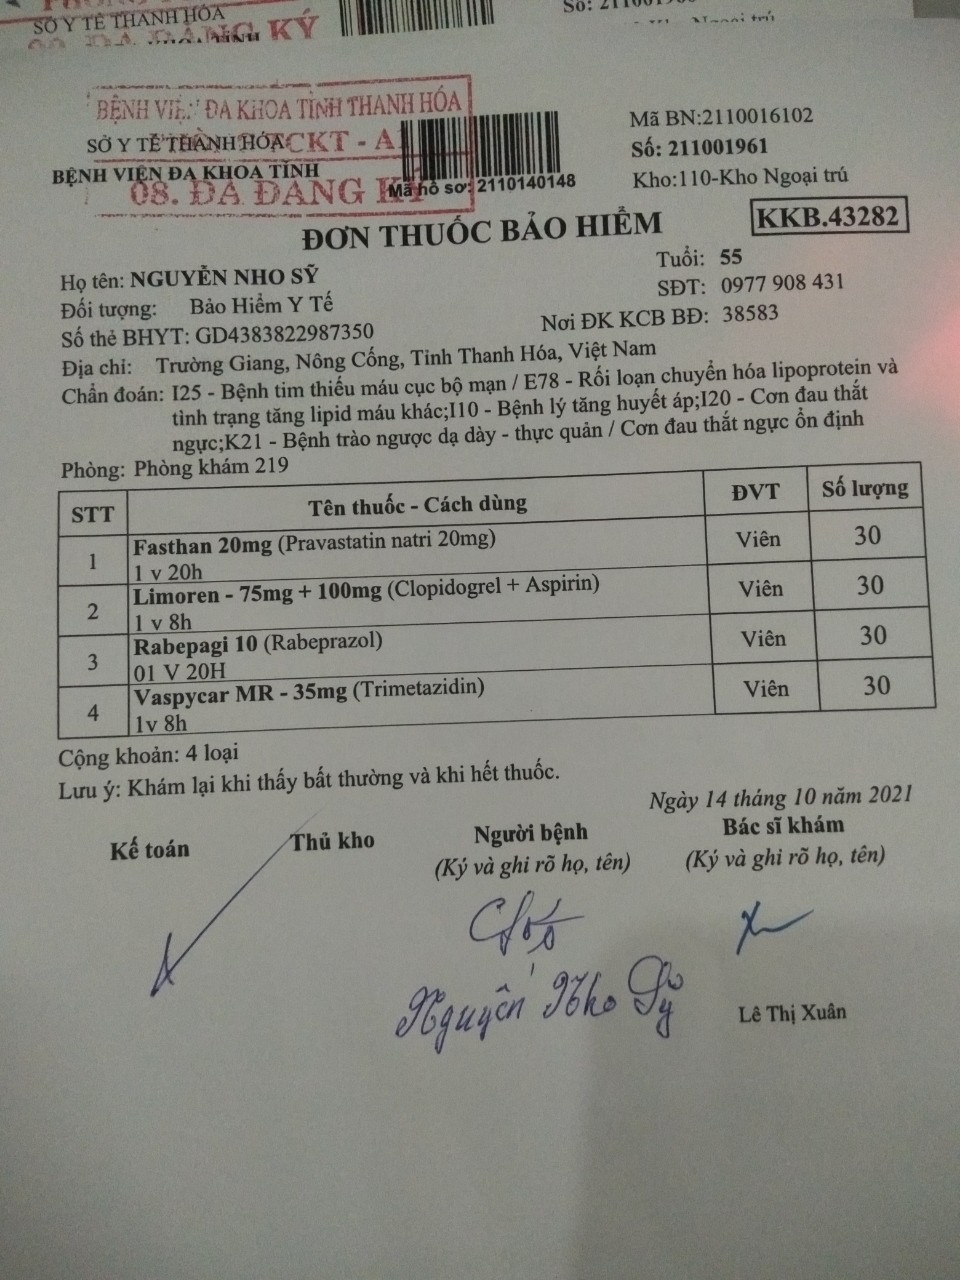 SỞ Y TẾ THANH HÓA
BỆNH VIỆN ĐA KHOA TỈNH THANH HÓA
SỞ Y TẾ THANH HÓA
BỆNH VIỆN ĐA KHOA TỈNH
08. ĐA ĐĂNG KÝ
Mã hồ sơ: 2110140148
Mã BN:2110016102
Số: 211001961
Kho:110-Kho Ngoại trú
KKB.43282
ĐƠN THUỐC BẢO HIỂM
Họ tên: NGUYỄN NHO SỸ Tuổi: 55
Đối tượng: Bảo Hiểm Y Tế SĐT: 0977 908 431
Số thẻ BHYT: GD4383822987350 Nơi ĐK KCB BĐ: 38583
Địa chỉ: Trường Giang, Nông Cống, Tỉnh Thanh Hóa, Việt Nam
Chẩn đoán: I25 - Bệnh tim thiếu máu cục bộ mạn / E78 - Rối loạn chuyển hóa lipoprotein và
tình trạng tăng lipid máu khác;I10 - Bệnh lý tăng huyết áp;I20 - Cơn đau thắt
ngực;K21 - Bệnh trào ngược dạ dày - thực quản / Cơn đau thắt ngực ổn định
Phòng: Phòng khám 219
STT Tên thuốc - Cách dùng ĐVT Số lượng
1 Fasthan 20mg (Pravastatin natri 20mg) Viên 30
1 v 20h
2 Limoren - 75mg + 100mg (Clopidogrel + Aspirin) Viên 30
1 v 8h
3 Rabepagi 10 (Rabeprazol) Viên 30
01 V 20H
4 Vaspycar MR - 35mg (Trimetazidin) Viên 30
1v 8h
Cộng khoản: 4 loại
Lưu ý: Khám lại khi thấy bất thường và khi hết thuốc.
Ngày 14 tháng 10 năm 2021
Kế toán Thủ kho Người bệnh Bác sĩ khám
(Ký và ghi rõ họ, tên) (Ký và ghi rõ họ, tên)
Nguyễn Nho Sỹ
Lê Thị Xuân